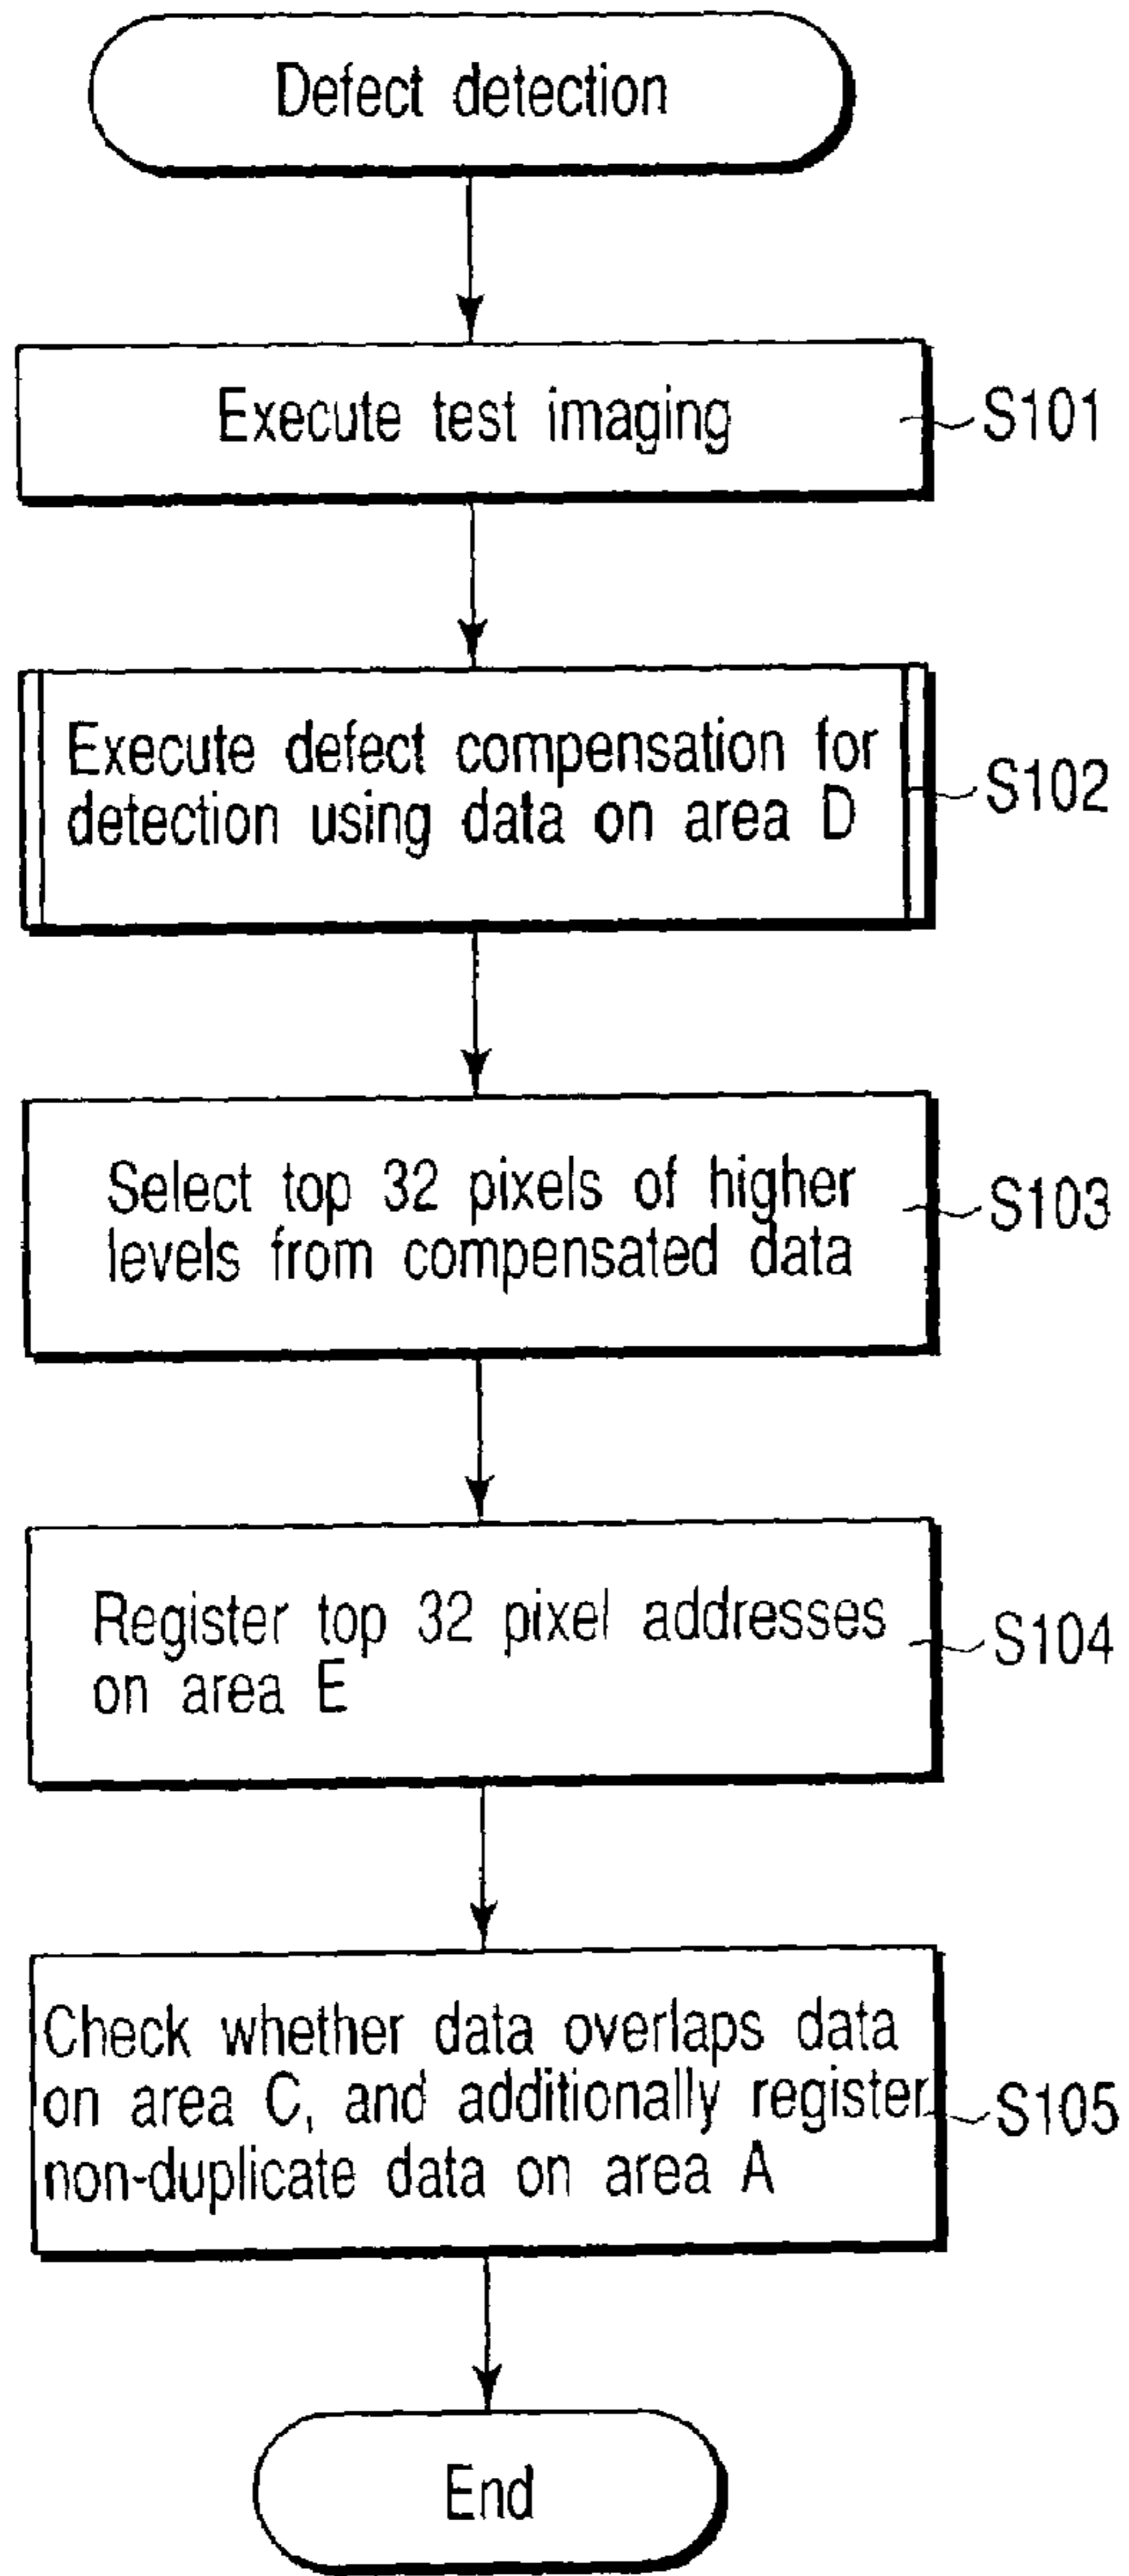 Defect detection
Execute test imaging
S101
Execute defect compensation for
detection using data on area D
S102
Select top 32 pixels of higher
levels from compensated data
S103
Register top 32 pixel addresses
on area E
S104
Check whether data overlaps data
on area C, and additionally register
non-duplicate data on area A
S105
End